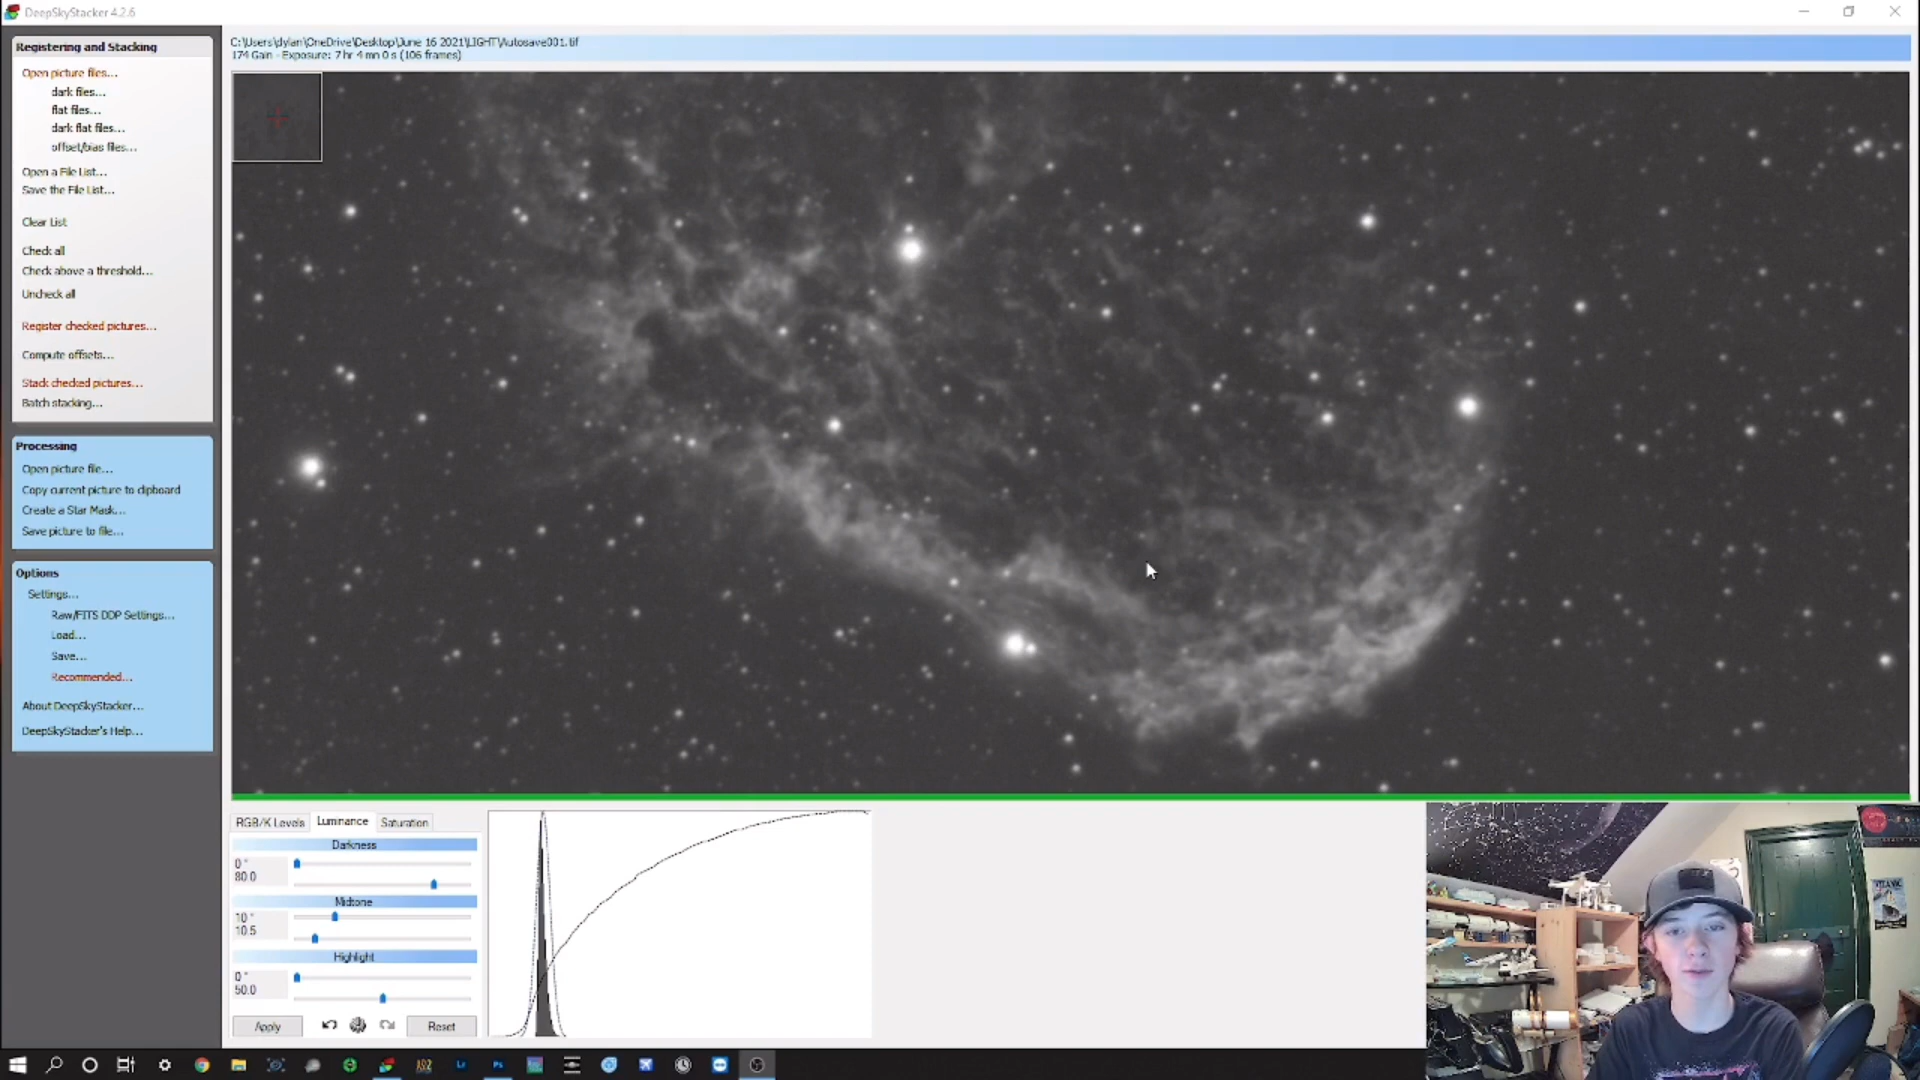 DeepSkyStacker 4.2.6
Registering and Stacking
Open picture files...
dark files...
flat files...
dark flat files...
offset/bias files...
Open a File List...
Save the File List...
Clear List
Check all
Check above a threshold...
Uncheck all
Register checked pictures...
Compute offsets...
Stack checked pictures...
Batch stacking...
Processing
Open picture file...
Copy current picture to clipboard
Create a Star Mask...
Save picture to file...
Options
Settings...
Raw/FITS DDP Settings...
Load...
Save...
Recommended...
About DeepSkyStacker...
DeepSkyStacker's Help...
C:\Users\dylan\OneDrive\Desktop\June 16 2021\LIGHT\Autosave001.tif
174 Gain - Exposure: 7 hr 4 mn 0 s (106 frames)
RGB/K Levels Luminance Saturation
Darkness
0 °
80.0
Midtone
10 °
10.5
Highlight
0 °
50.0
Apply Reset
Lr Ps
TITANIC